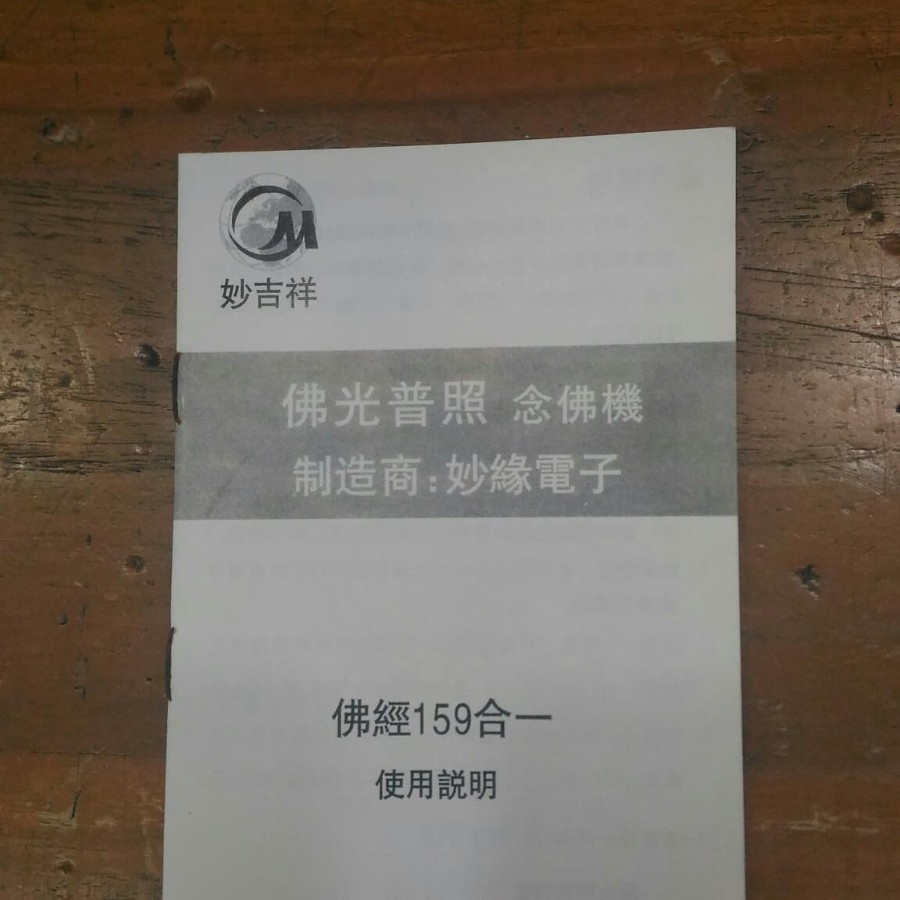 妙吉祥
佛光普照 念佛機
制造商:妙緣電子
佛經159合一
使用説明